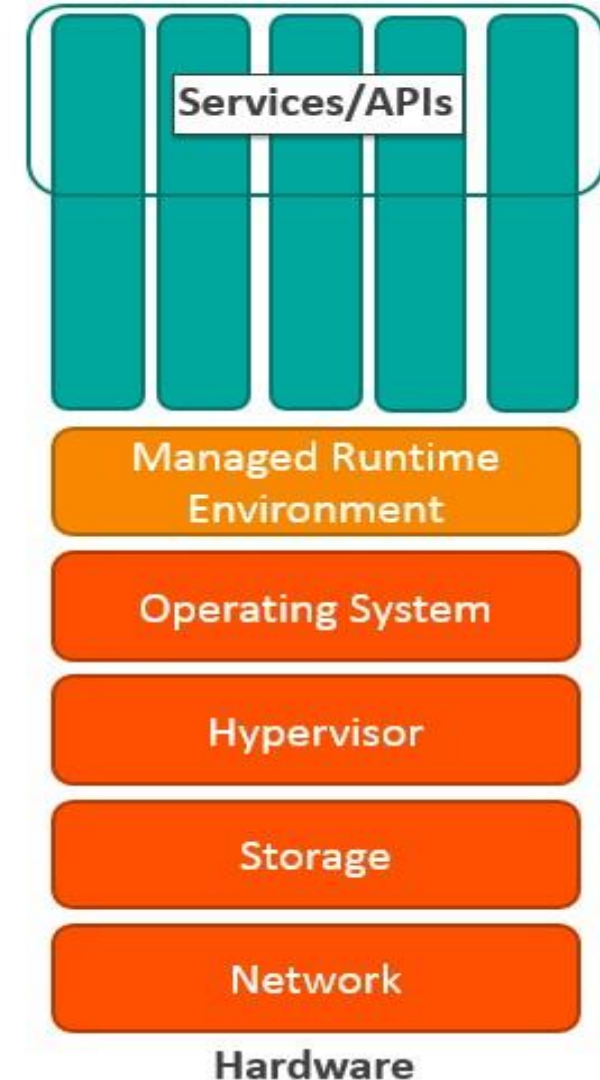 Services/APIs
Managed Runtime
Environment
Operating System
Hypervisor
Storage
Network
Hardware